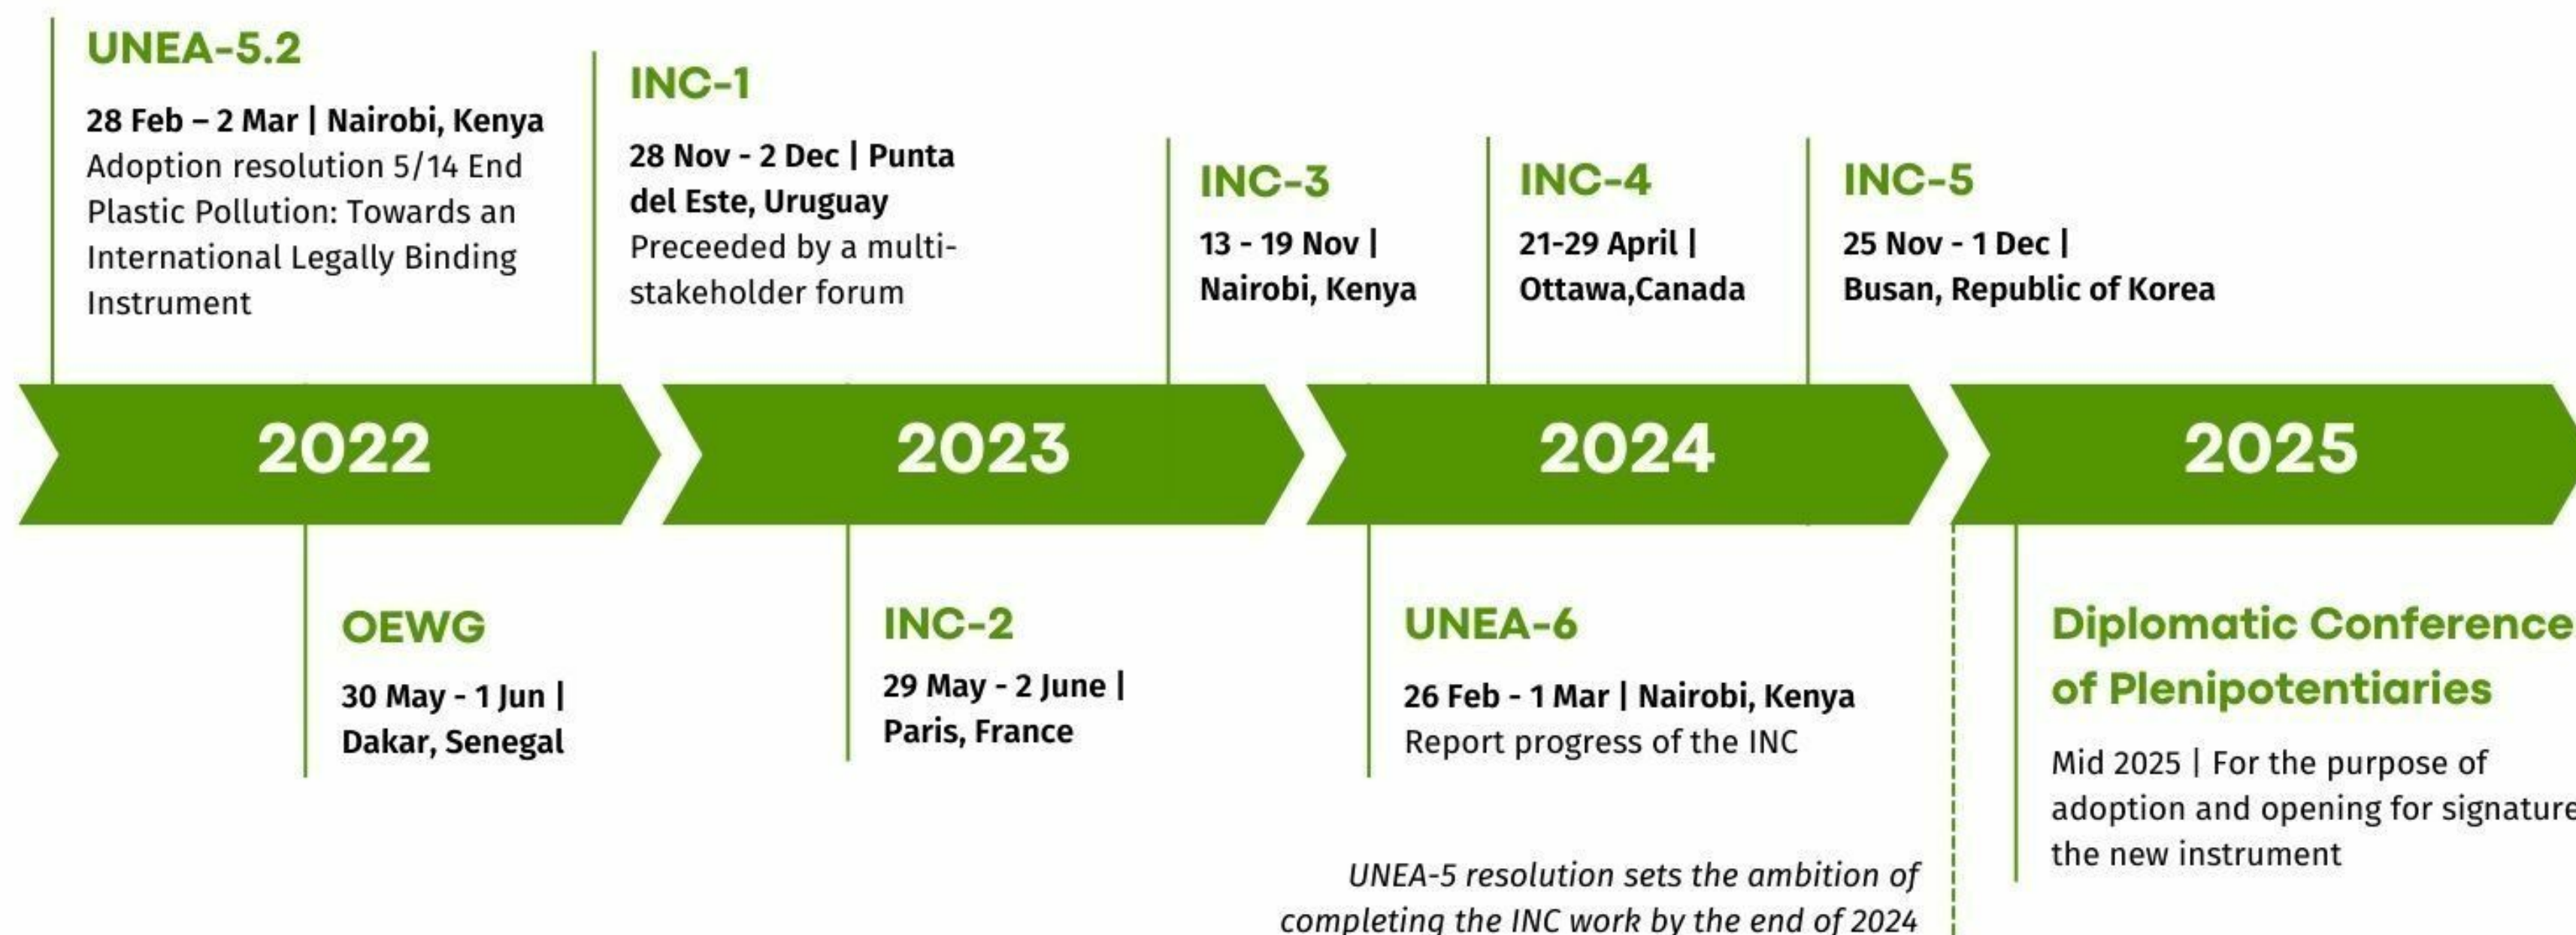 UNEA-5.2
28 Feb – 2 Mar | Nairobi, Kenya
Adoption resolution 5/14 End
Plastic Pollution: Towards an
International Legally Binding
Instrument
INC-1
28 Nov - 2 Dec | Punta
del Este, Uruguay
Preceeded by a multi-
stakeholder forum
INC-3
13 - 19 Nov |
Nairobi, Kenya
INC-4
21-29 April |
Ottawa,Canada
INC-5
25 Nov - 1 Dec |
Busan, Republic of Korea
2022
2023
2024
2025
OEWG
30 May - 1 Jun |
Dakar, Senegal
INC-2
29 May - 2 June |
Paris, France
UNEA-6
26 Feb - 1 Mar | Nairobi, Kenya
Report progress of the INC
UNEA-5 resolution sets the ambition of
completing the INC work by the end of 2024
Diplomatic Conference
of Plenipotentiaries
Mid 2025 | For the purpose of
adoption and opening for signature
the new instrument